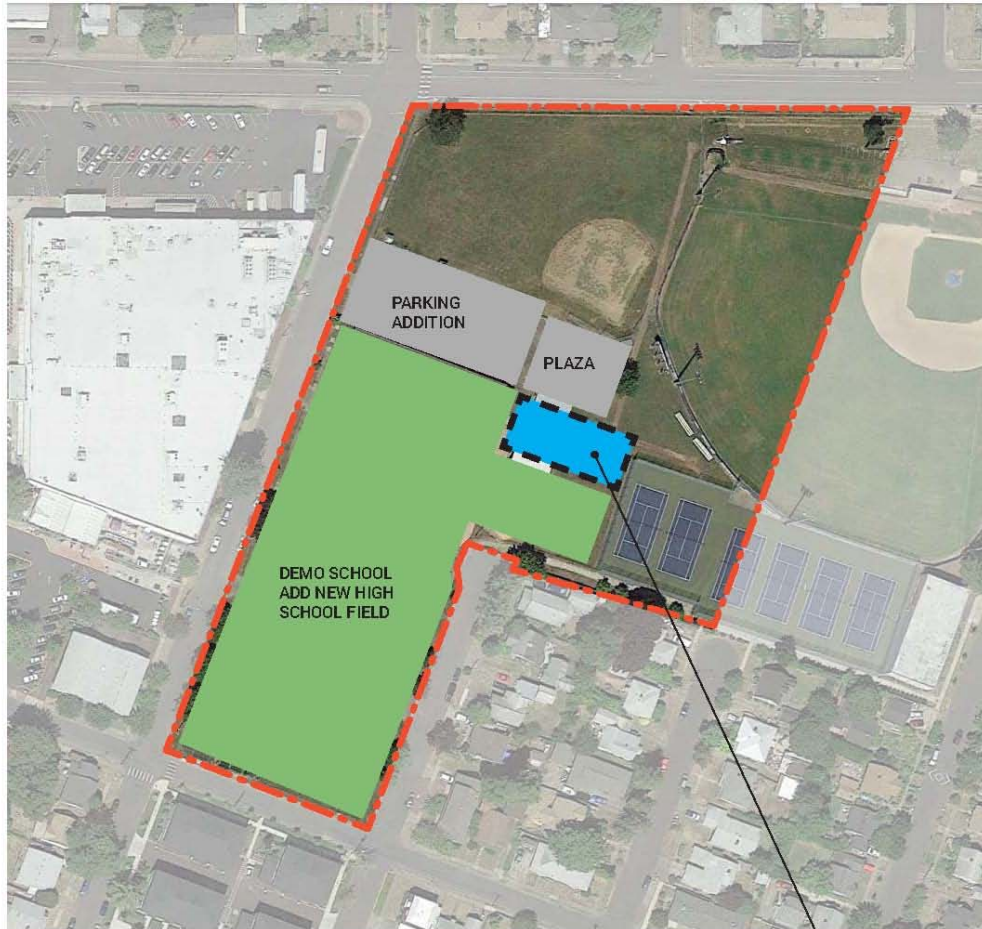 PARKING
ADDITION
PLAZA
DEMO SCHOOL
ADD NEW HIGH
SCHOOL FIELD